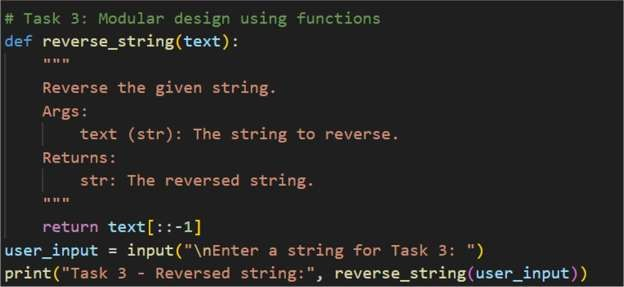 # Task 3: Modular design using functions
def reverse_string(text):
    """
    Reverse the given string.
    Args:
        text (str): The string to reverse.
    Returns:
        str: The reversed string.
    """
    return text[::-1]
user_input = input("\nEnter a string for Task 3: ")
print("Task 3 - Reversed string:", reverse_string(user_input))